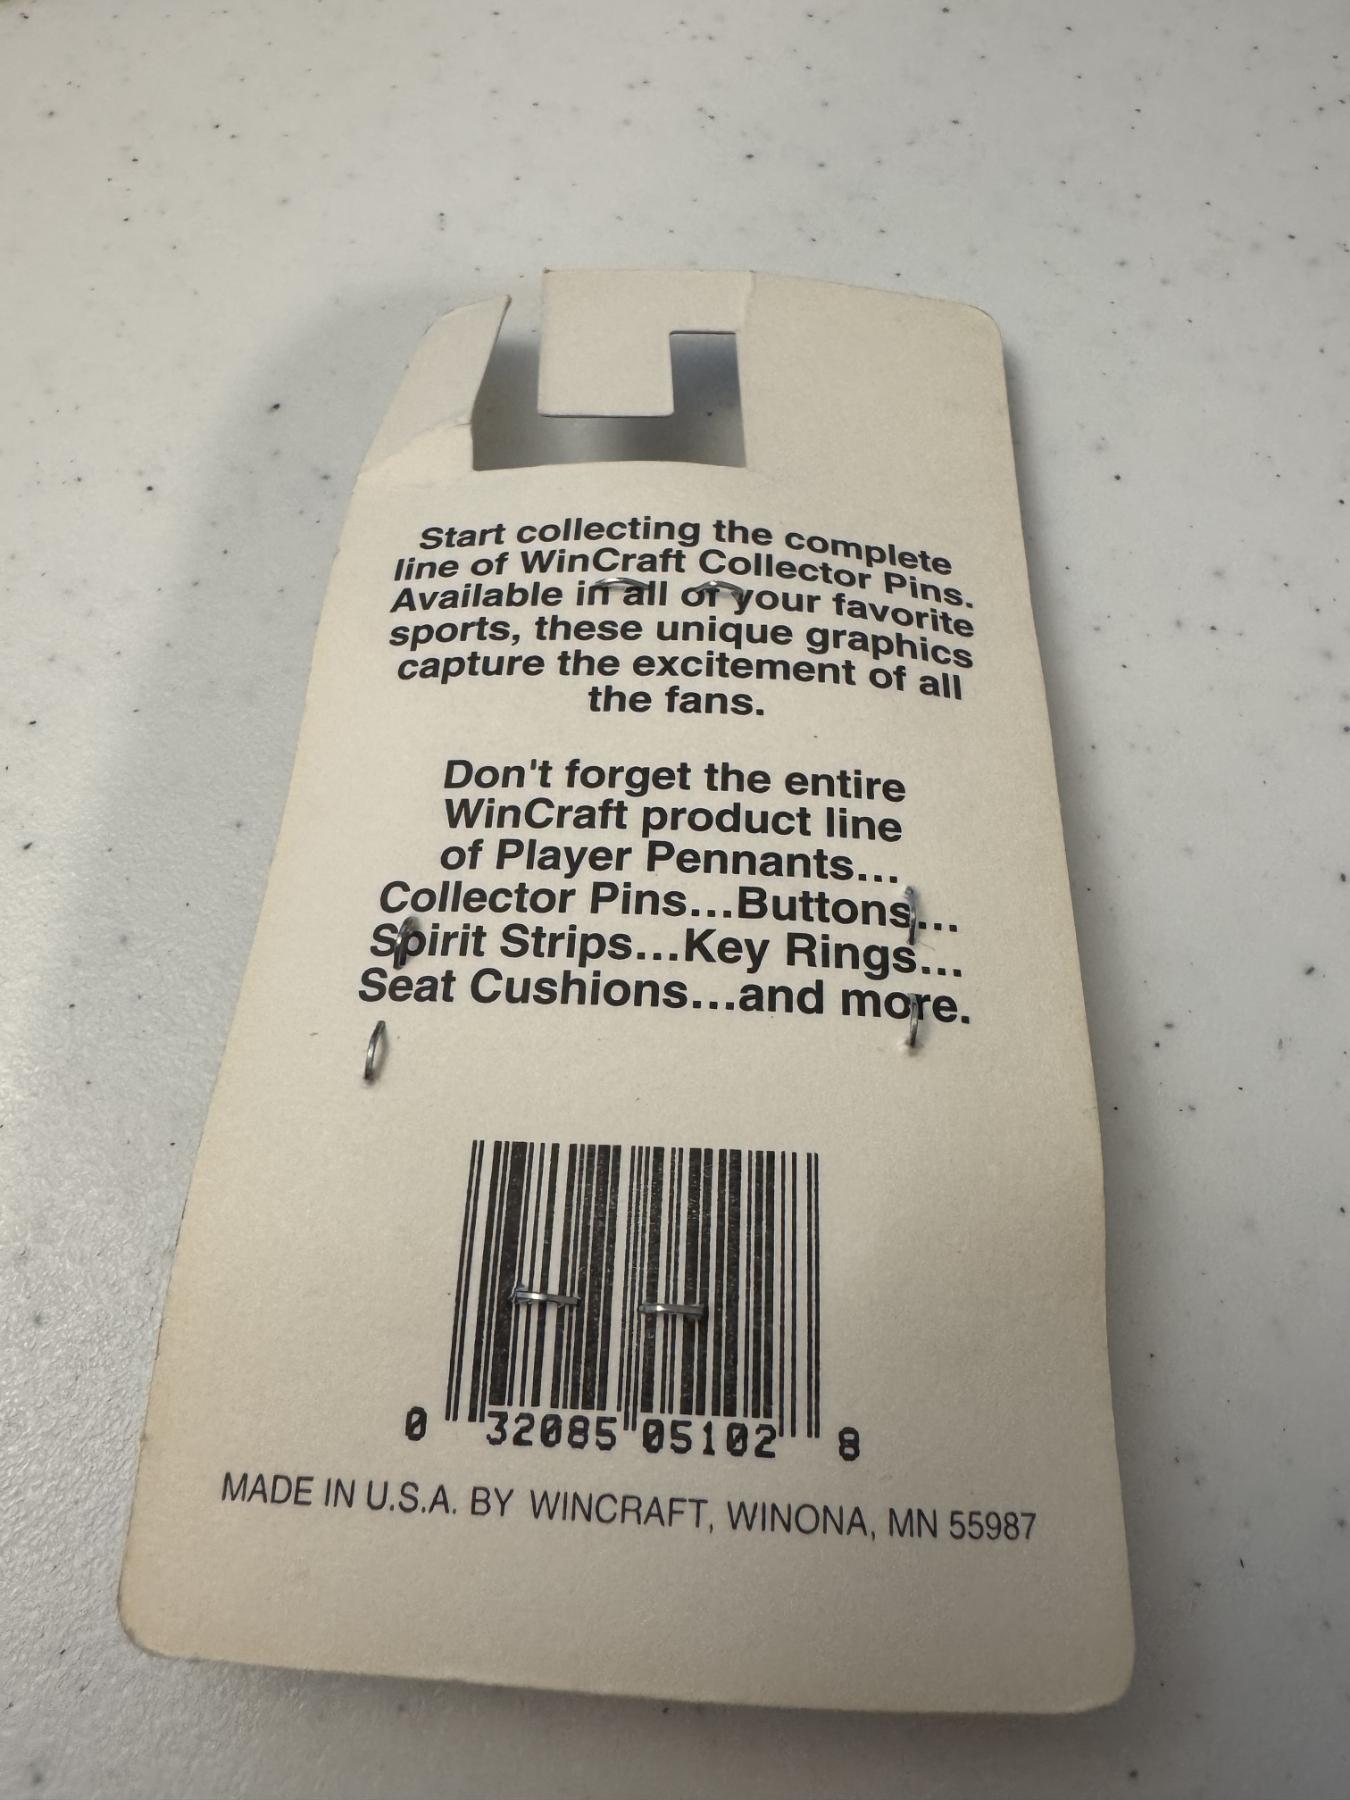 Start collecting the complete
line of WinCraft Collector Pins.
Available in all of your favorite
sports, these unique graphics
capture the excitement of all
the fans.
Don't forget the entire
WinCraft product line
of Player Pennants...
Collector Pins...Buttons...
Spirit Strips...Key Rings...
Seat Cushions...and more.
0 32085 05102 8
MADE IN U.S.A. BY WINCRAFT, WINONA, MN 55987